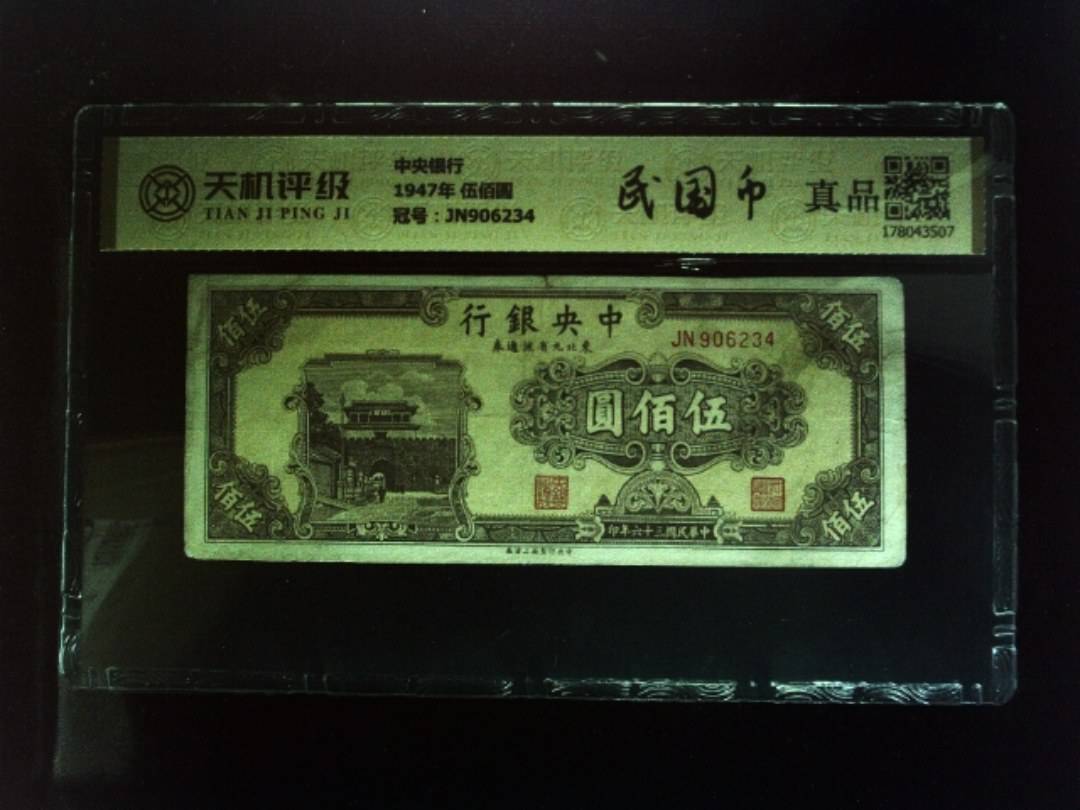 天机评级
TIAN JI PING JI
中央银行
1947年 伍佰圆
冠号：JN906234
民国币
真品
178043507
行銀央中
券通流省九北東
JN906234
伍佰
伍佰
圓佰伍
伍佰
伍佰
印年六十三國民華中